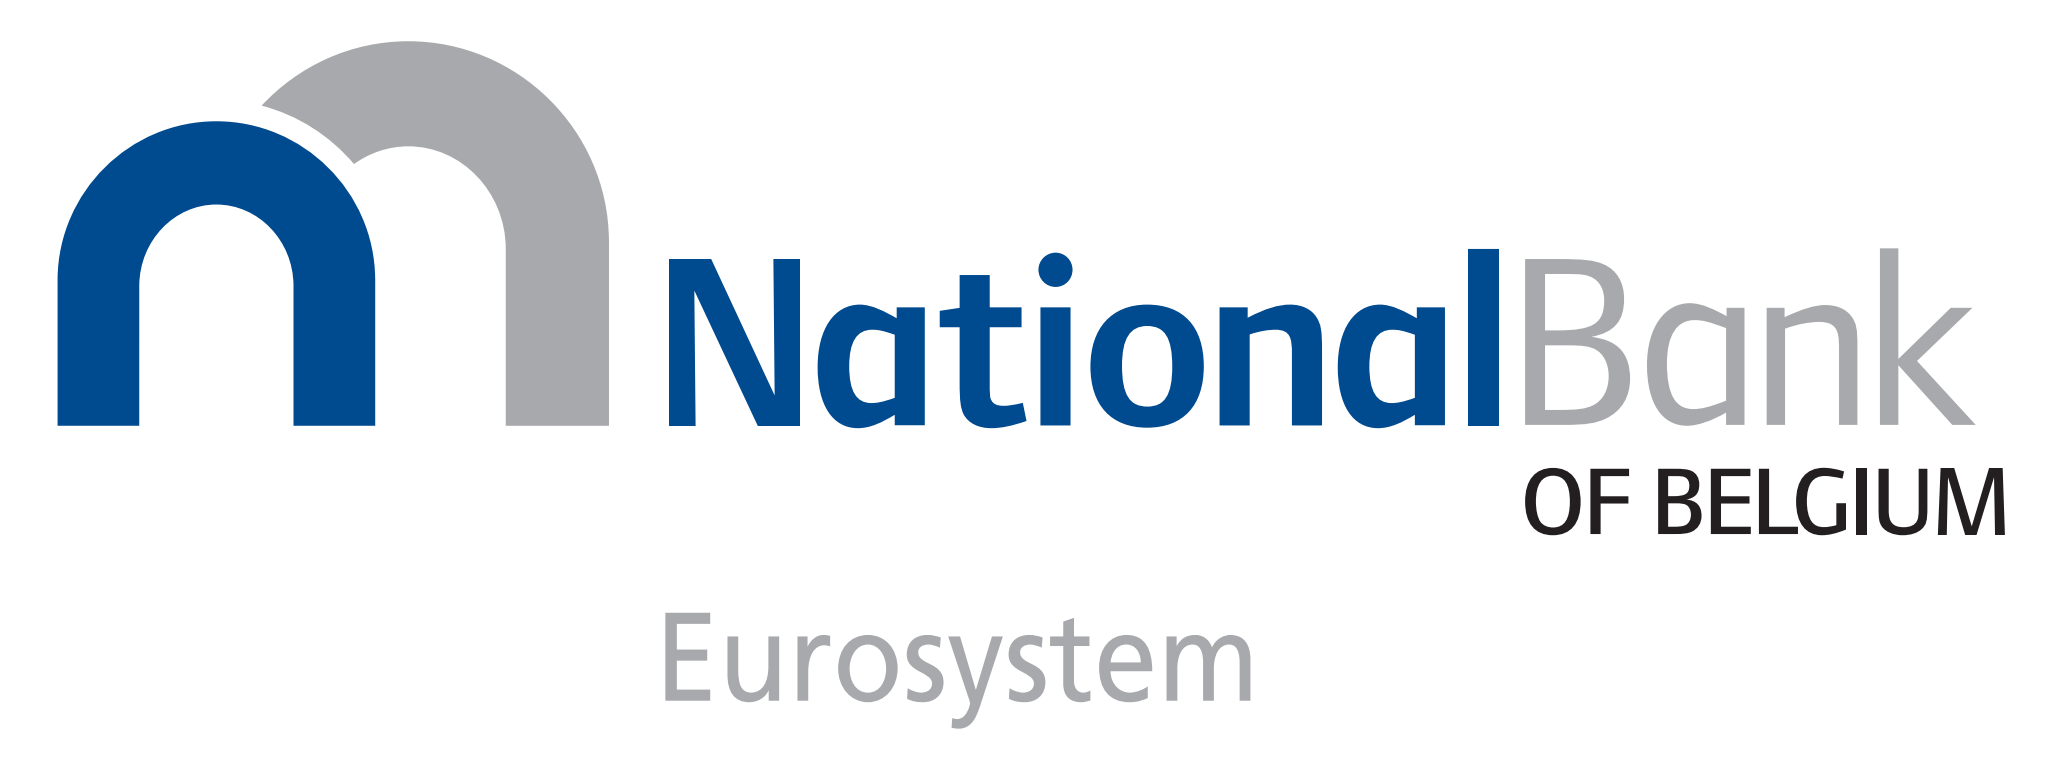 NationalBank
OF BELGIUM
Eurosystem